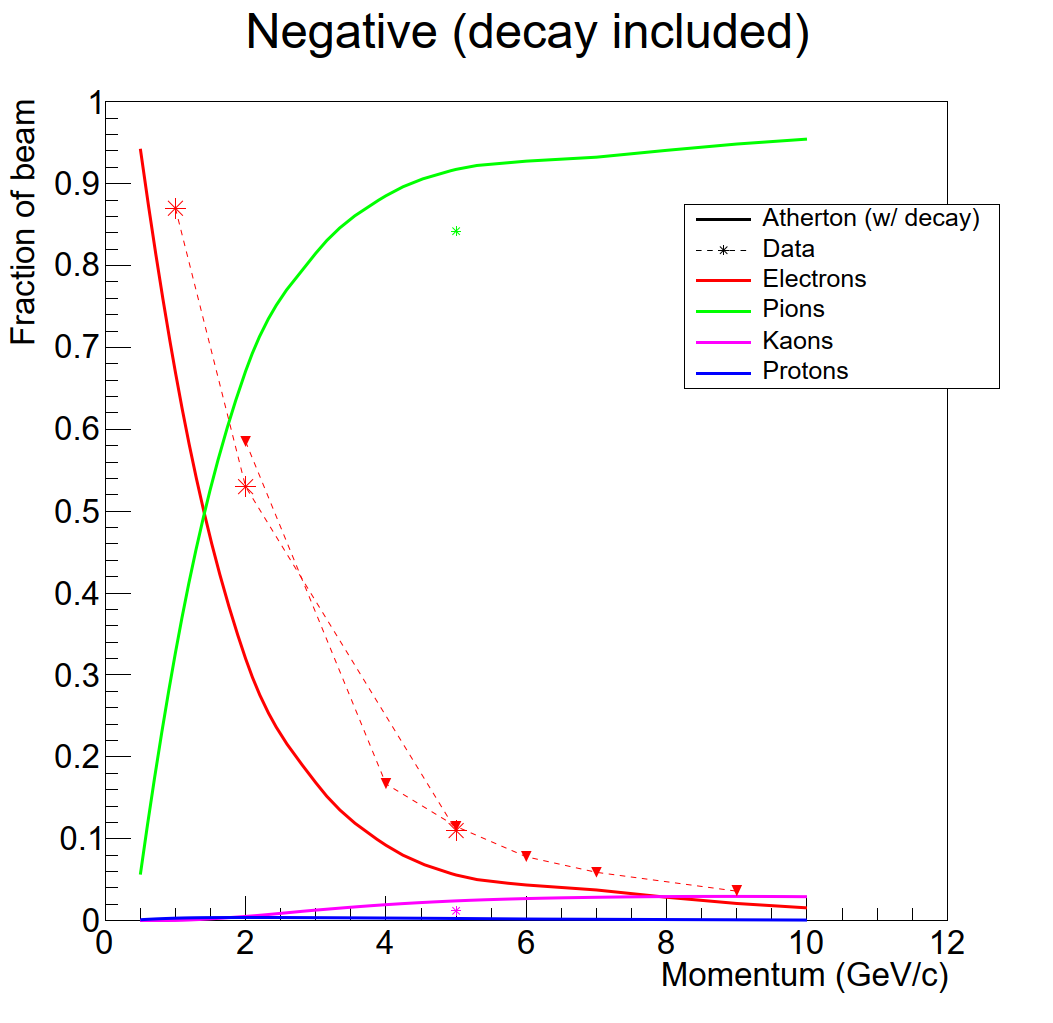 Negative (decay included)
Fraction of beam
1
0.9
0.8
0.7
0.6
0.5
0.4
0.3
0.2
0.1
0
0 2 4 6 8 10 12
Momentum (GeV/c)
Atherton (w/ decay)
Data
Electrons
Pions
Kaons
Protons